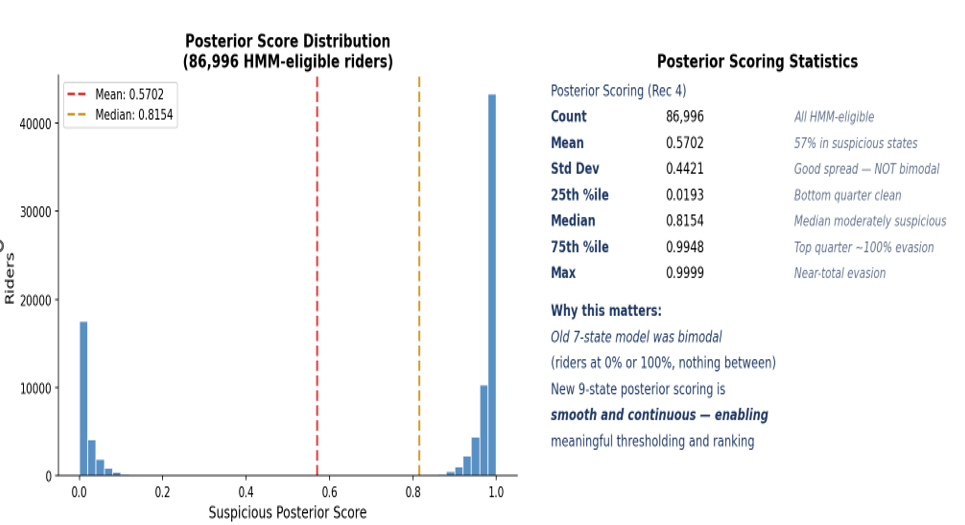 Posterior Score Distribution
(86,996 HMM-eligible riders)
Mean: 0.5702
Median: 0.8154
40000
30000
20000
10000
0
Riders
0.0 0.2 0.4 0.6 0.8 1.0
Suspicious Posterior Score
Posterior Scoring Statistics
Posterior Scoring (Rec 4)
Count 86,996 All HMM-eligible
Mean 0.5702 57% in suspicious states
Std Dev 0.4421 Good spread — NOT bimodal
25th %ile 0.0193 Bottom quarter clean
Median 0.8154 Median moderately suspicious
75th %ile 0.9948 Top quarter ~100% evasion
Max 0.9999 Near-total evasion
Why this matters:
Old 7-state model was bimodal
(riders at 0% or 100%, nothing between)
New 9-state posterior scoring is
smooth and continuous — enabling
meaningful thresholding and ranking